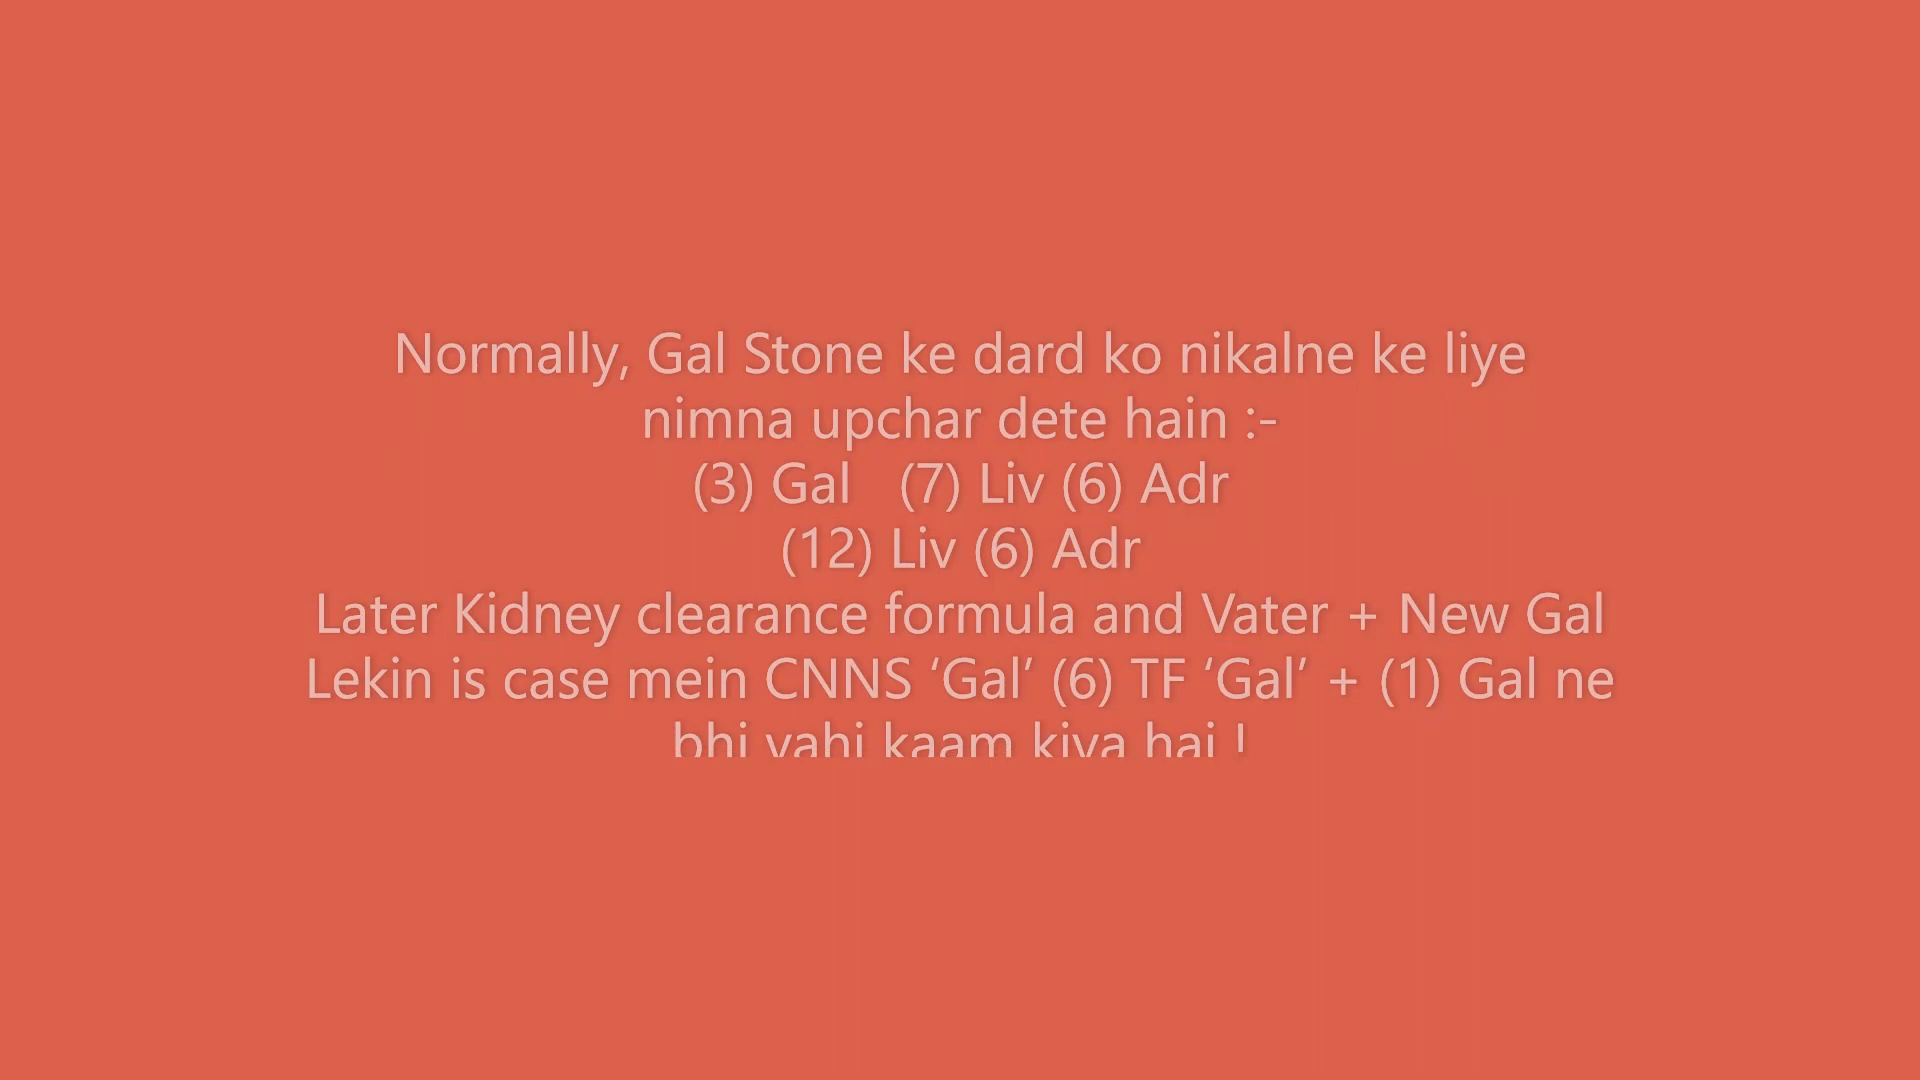 Normally, Gal Stone ke dard ko nikalne ke liye
nimna upchar dete hain :-
(3) Gal (7) Liv (6) Adr
(12) Liv (6) Adr
Later Kidney clearance formula and Vater + New Gal
Lekin is case mein CNNS ‘Gal’ (6) TF ‘Gal’ + (1) Gal ne
bhi vahi kaam kiya hai !